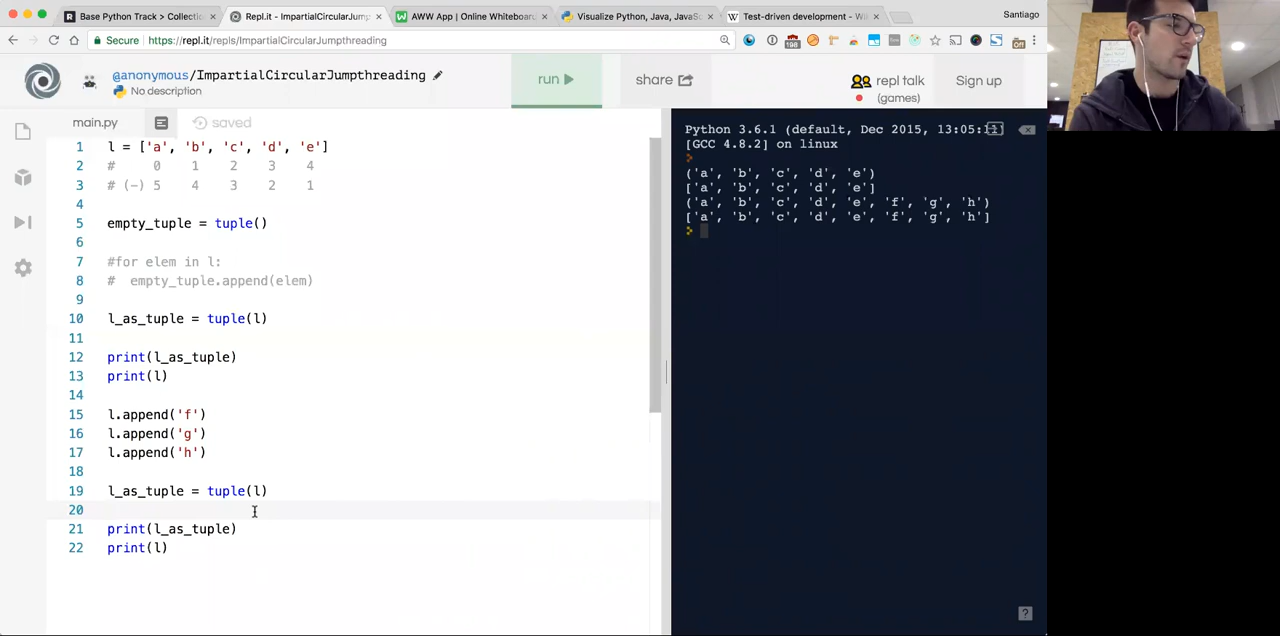 Base Python Track > Collectio
Repl.it - ImpartialCircularJump
AWW App | Online Whiteboard
Visualize Python, Java, JavaSc
Test-driven development - Wi
Santiago
Secure | https://repl.it/repls/ImpartialCircularJumpthreading
198
Off
@anonymous/ImpartialCircularJumpthreading
No description
run
share
repl talk
(games)
Sign up
main.py
saved
1 l = ['a', 'b', 'c', 'd', 'e']
2 # 0 1 2 3 4
3 # (-) 5 4 3 2 1
4
5 empty_tuple = tuple()
6
7 #for elem in l:
8 # empty_tuple.append(elem)
9
10 l_as_tuple = tuple(l)
11
12 print(l_as_tuple)
13 print(l)
14
15 l.append('f')
16 l.append('g')
17 l.append('h')
18
19 l_as_tuple = tuple(l)
20
21 print(l_as_tuple)
22 print(l)
Python 3.6.1 (default, Dec 2015, 13:05:11)
[GCC 4.8.2] on linux
('a', 'b', 'c', 'd', 'e')
['a', 'b', 'c', 'd', 'e']
('a', 'b', 'c', 'd', 'e', 'f', 'g', 'h')
['a', 'b', 'c', 'd', 'e', 'f', 'g', 'h']
?